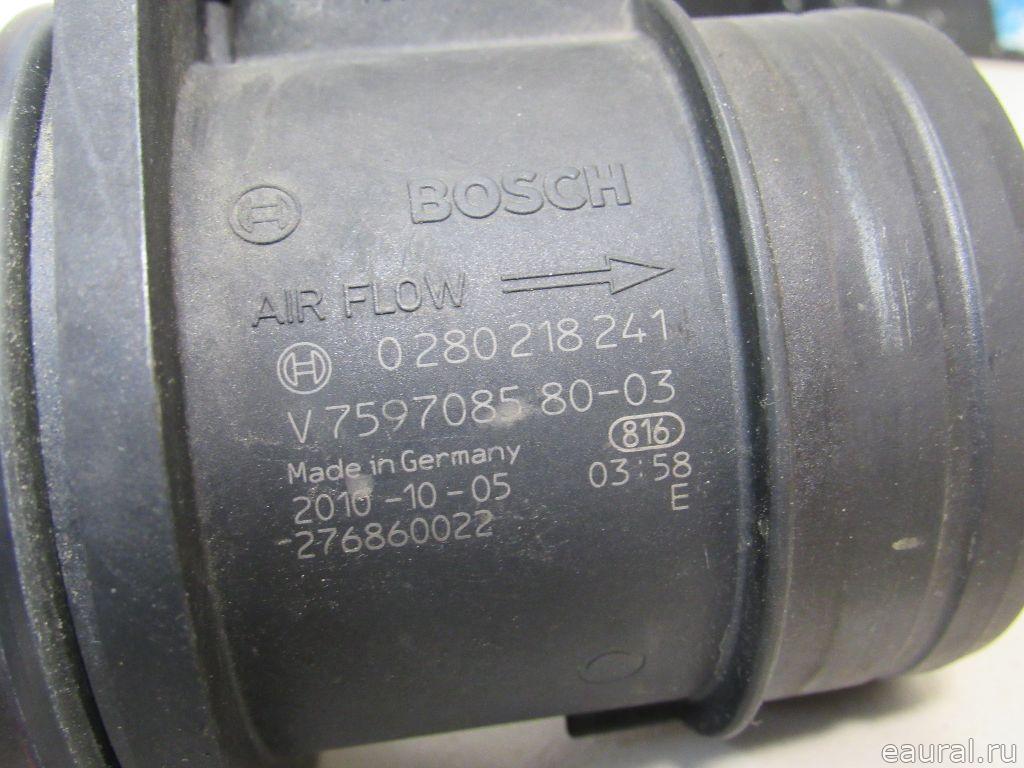 BOSCH
AIR FLOW
0 280 218 241
V 7597085 80-03
816
Made in Germany
03:58
2010-10-05
E
-276860022
eaural.ru